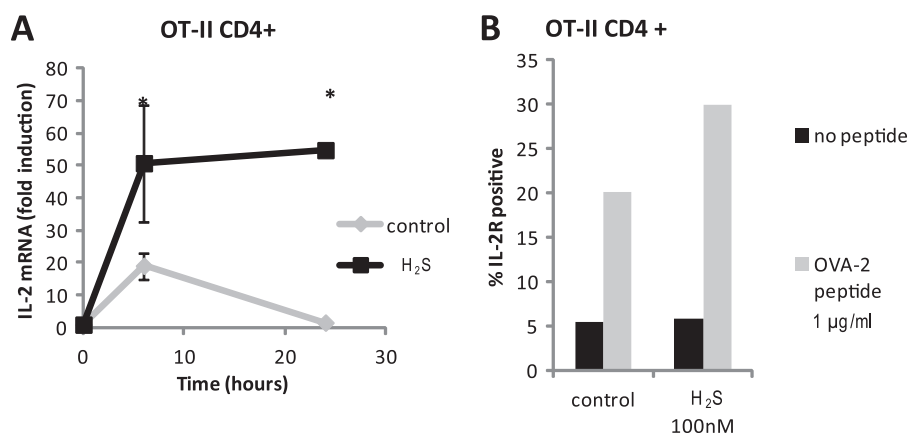 A
OT-II CD4+
IL-2 mRNA (fold induction)
80
70
60
50
40
30
20
10
0
*
*
control
H₂S
0
10
20
30
Time (hours)
B
OT-II CD4 +
% IL-2R positive
35
30
25
20
15
10
5
0
control
H₂S
100nM
no peptide
OVA-2
peptide
1 µg/ml